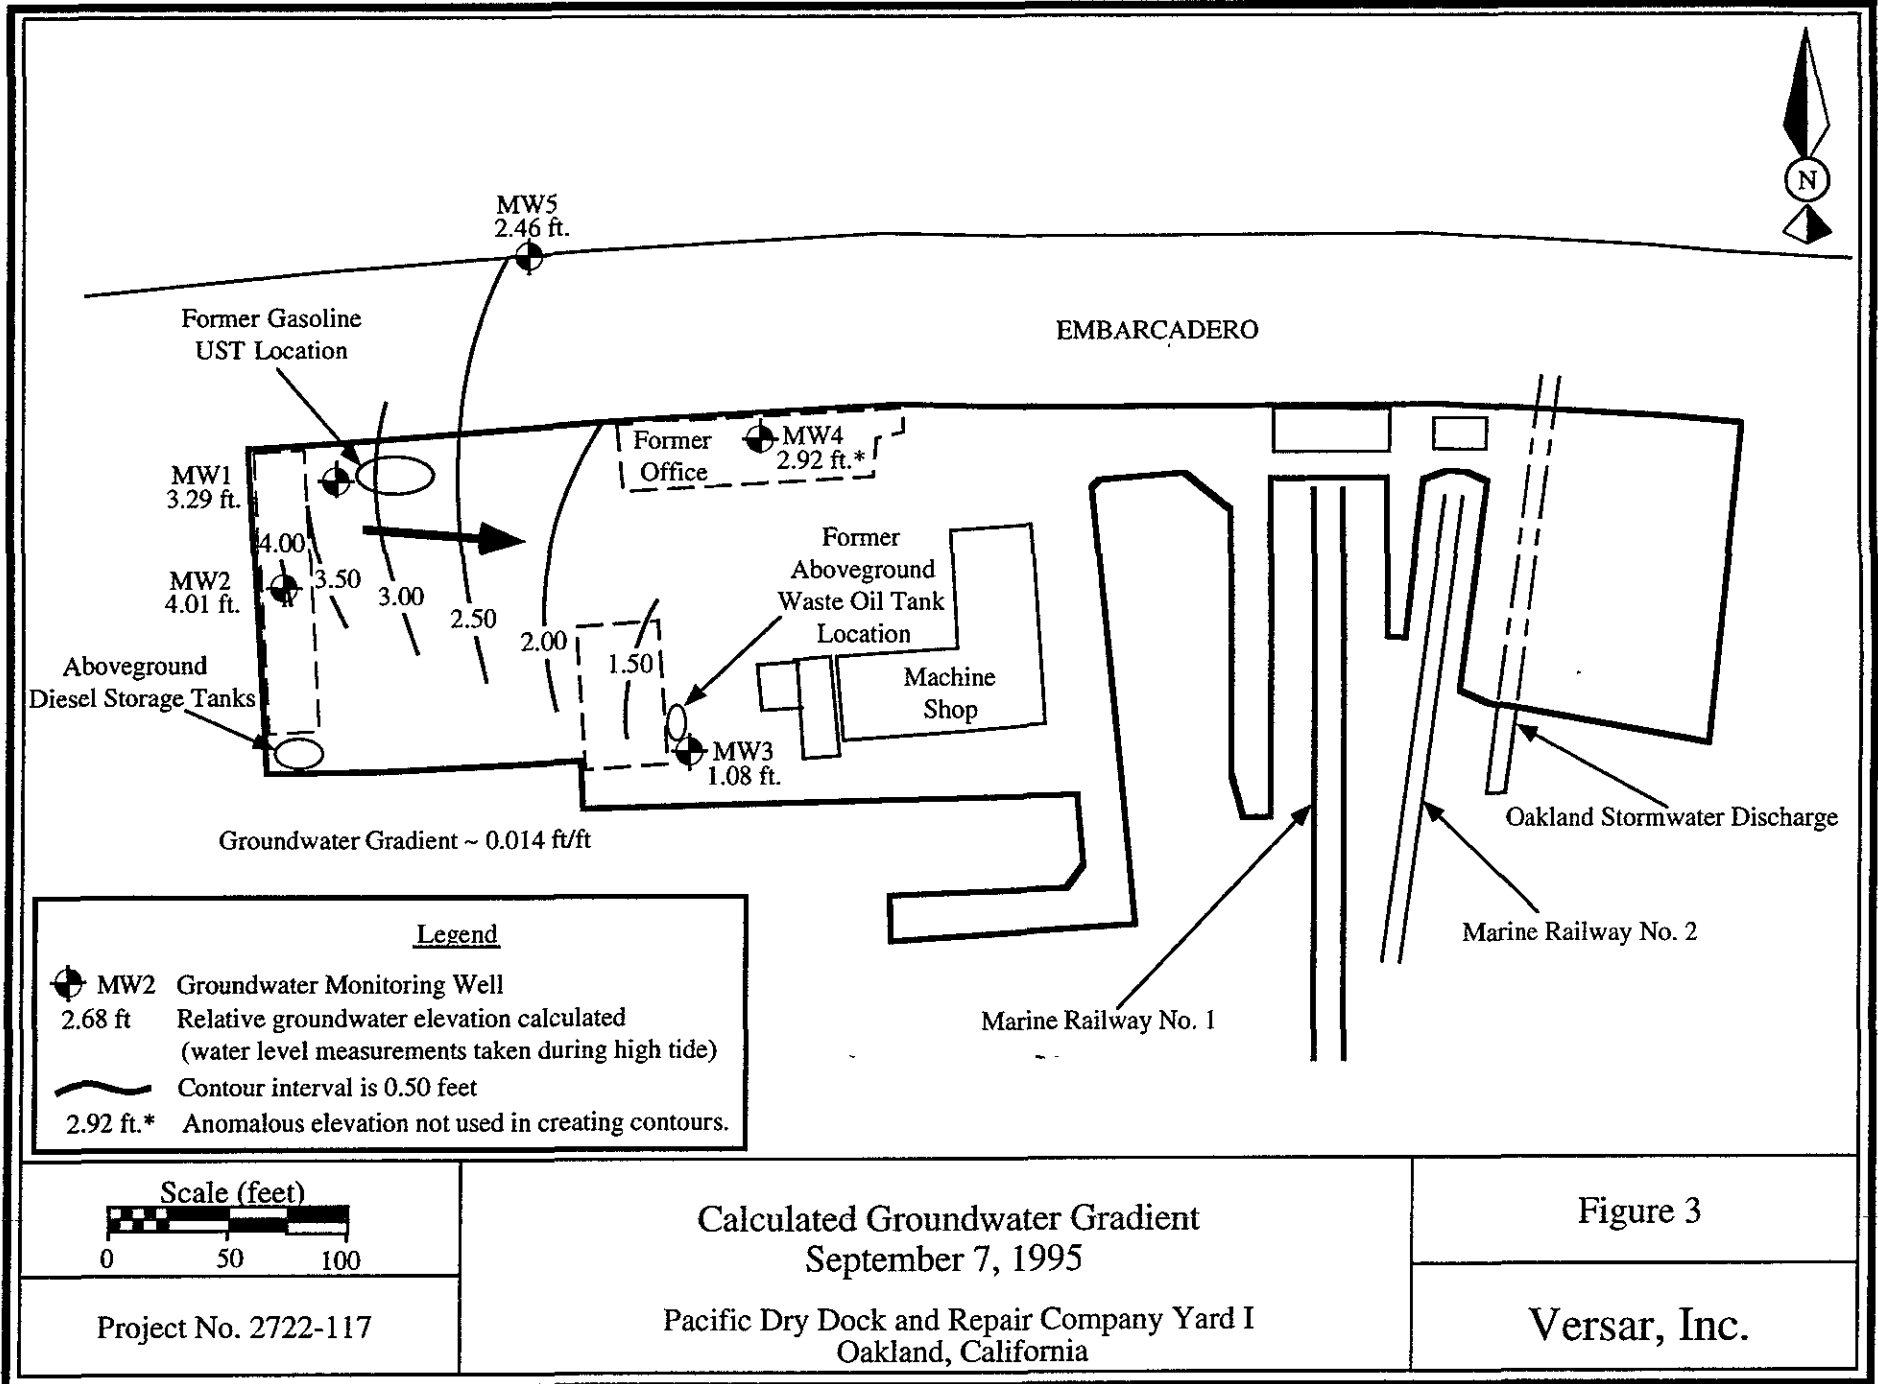 N
MW5
2.46 ft.
Former Gasoline
UST Location
EMBARCADERO
MW1
3.29 ft.
Former
Office
MW4
2.92 ft.*
4.00
MW2
4.01 ft.
3.50
3.00
2.50
2.00
1.50
Former
Aboveground
Waste Oil Tank
Location
Machine
Shop
Aboveground
Diesel Storage Tanks
MW3
1.08 ft.
Oakland Stormwater Discharge
Groundwater Gradient ~ 0.014 ft/ft
Marine Railway No. 2
Marine Railway No. 1
Legend
MW2 Groundwater Monitoring Well
2.68 ft Relative groundwater elevation calculated
(water level measurements taken during high tide)
Contour interval is 0.50 feet
2.92 ft.* Anomalous elevation not used in creating contours.
Scale (feet)
0 50 100
Project No. 2722-117
Calculated Groundwater Gradient
September 7, 1995
Pacific Dry Dock and Repair Company Yard I
Oakland, California
Figure 3
Versar, Inc.